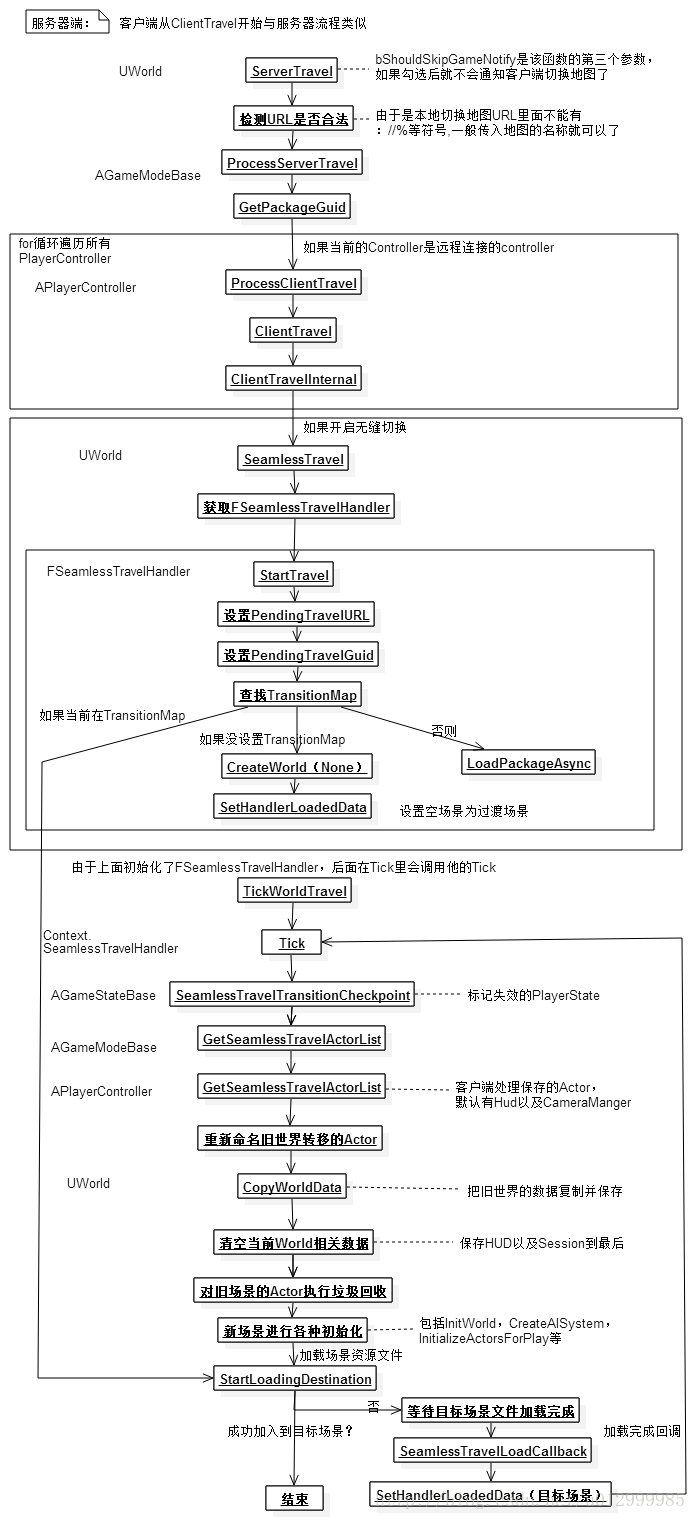 服务器端：
客户端从ClientTravel开始与服务器流程类似
UWorld
ServerTravel
bShouldSkipGameNotify是该函数的第三个参数，
如果勾选后就不会通知客户端切换地图了
检测URL是否合法
由于是本地切换地图URL里面不能有
：//%等符号,一般传入地图的名称就可以了
ProcessServerTravel
AGameModeBase
GetPackageGuid
for循环遍历所有
PlayerController
如果当前的Controller是远程连接的controller
APlayerController
ProcessClientTravel
ClientTravel
ClientTravelInternal
如果开启无缝切换
UWorld
SeamlessTravel
获取FSeamlessTravelHandler
FSeamlessTravelHandler
StartTravel
设置PendingTravelURL
设置PendingTravelGuid
查找TransitionMap
如果当前在TransitionMap
如果没设置TransitionMap
否则
CreateWorld（None）
LoadPackageAsync
SetHandlerLoadedData
设置空场景为过渡场景
由于上面初始化了FSeamlessTravelHandler，后面在Tick里会调用他的Tick
TickWorldTravel
Context.
SeamlessTravelHandler
Tick
AGameStateBase
SeamlessTravelTransitionCheckpoint
标记失效的PlayerState
AGameModeBase
GetSeamlessTravelActorList
APlayerController
GetSeamlessTravelActorList
客户端处理保存的Actor，
默认有Hud以及CameraManger
重新命名旧世界转移的Actor
UWorld
CopyWorldData
把旧世界的数据复制并保存
清空当前World相关数据
保存HUD以及Session到最后
对旧场景的Actor执行垃圾回收
新场景进行各种初始化
包括InitWorld，CreateAISystem，
InitializeActorsForPlay等
加载场景资源文件
StartLoadingDestination
否
等待目标场景文件加载完成
成功加入到目标场景？
加载完成回调
SeamlessTravelLoadCallback
结束
SetHandlerLoadedData（目标场景）